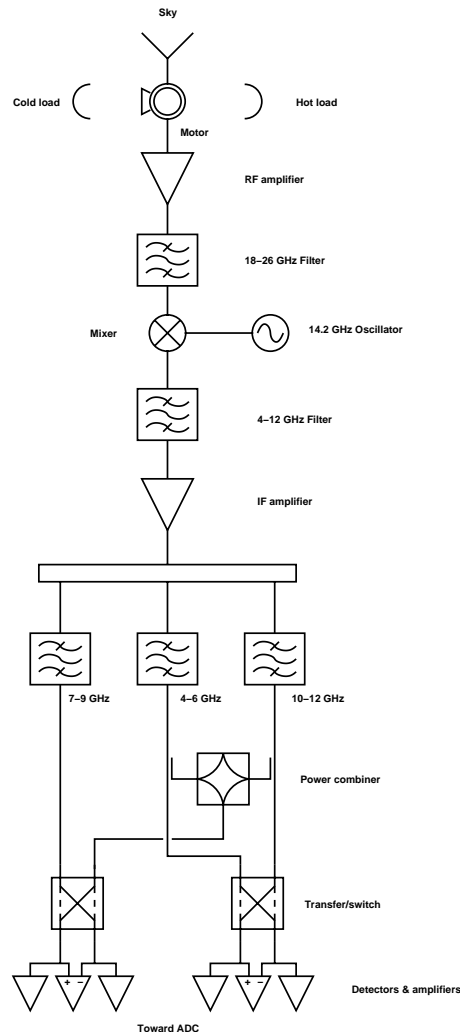 Sky
Cold load
Hot load
Motor
RF amplifier
18–26 GHz Filter
Mixer
14.2 GHz Oscillator
4–12 GHz Filter
IF amplifier
7–9 GHz
4–6 GHz
10–12 GHz
Power combiner
Transfer/switch
+ − + −
Detectors & amplifiers
Toward ADC